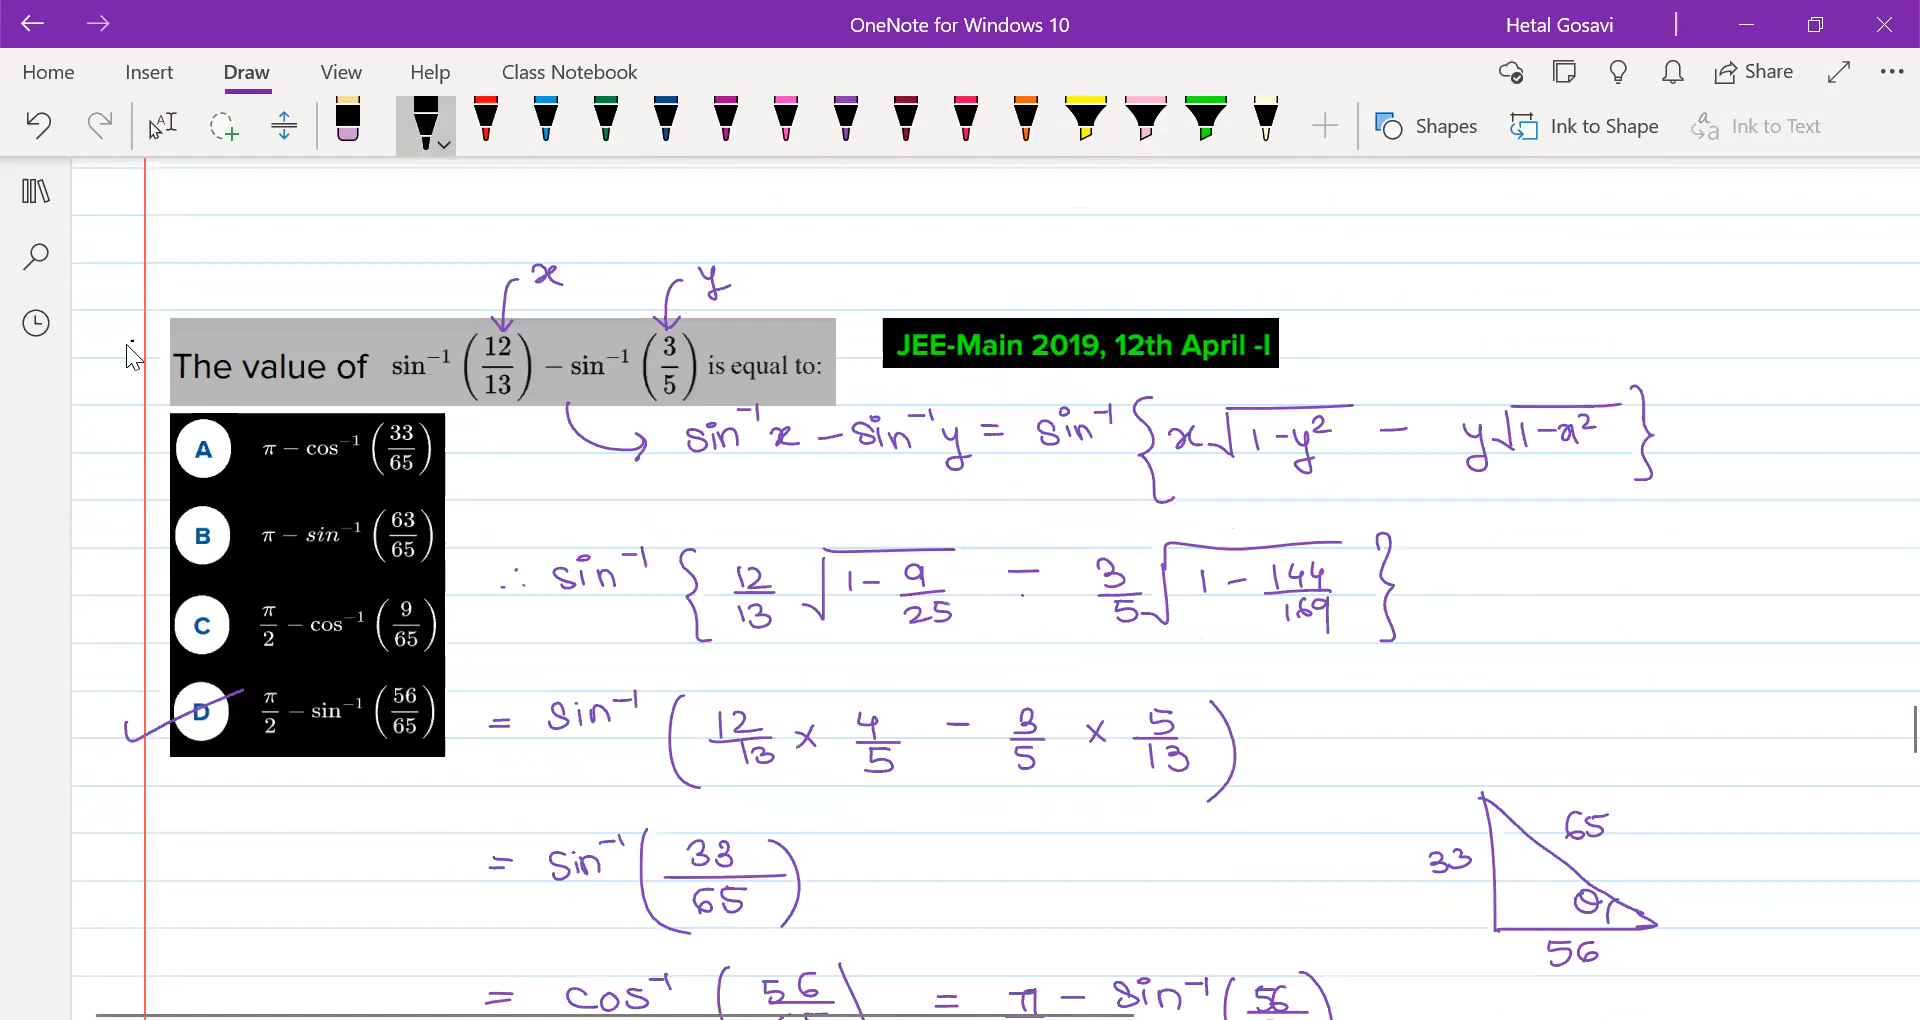 OneNote for Windows 10
Hetal Gosavi
Home Insert Draw View Help Class Notebook
Share
Shapes Ink to Shape Ink to Text
x y
The value of sin⁻¹ (12/13) − sin⁻¹ (3/5) is equal to:
JEE-Main 2019, 12th April -I
sin⁻¹x − sin⁻¹y = sin⁻¹ {x√(1−y²) − y√(1−x²)}
A π − cos⁻¹ (33/65)
B π − sin⁻¹ (63/65)
C π/2 − cos⁻¹ (9/65)
D π/2 − sin⁻¹ (56/65)
∴ sin⁻¹ {12/13 √(1 − 9/25) − 3/5 √(1 − 144/169)}
= sin⁻¹ (12/13 × 4/5 − 3/5 × 5/13)
= sin⁻¹ (33/65)
33 65 θ
56
= cos⁻¹ (56 = π − sin⁻¹ (56